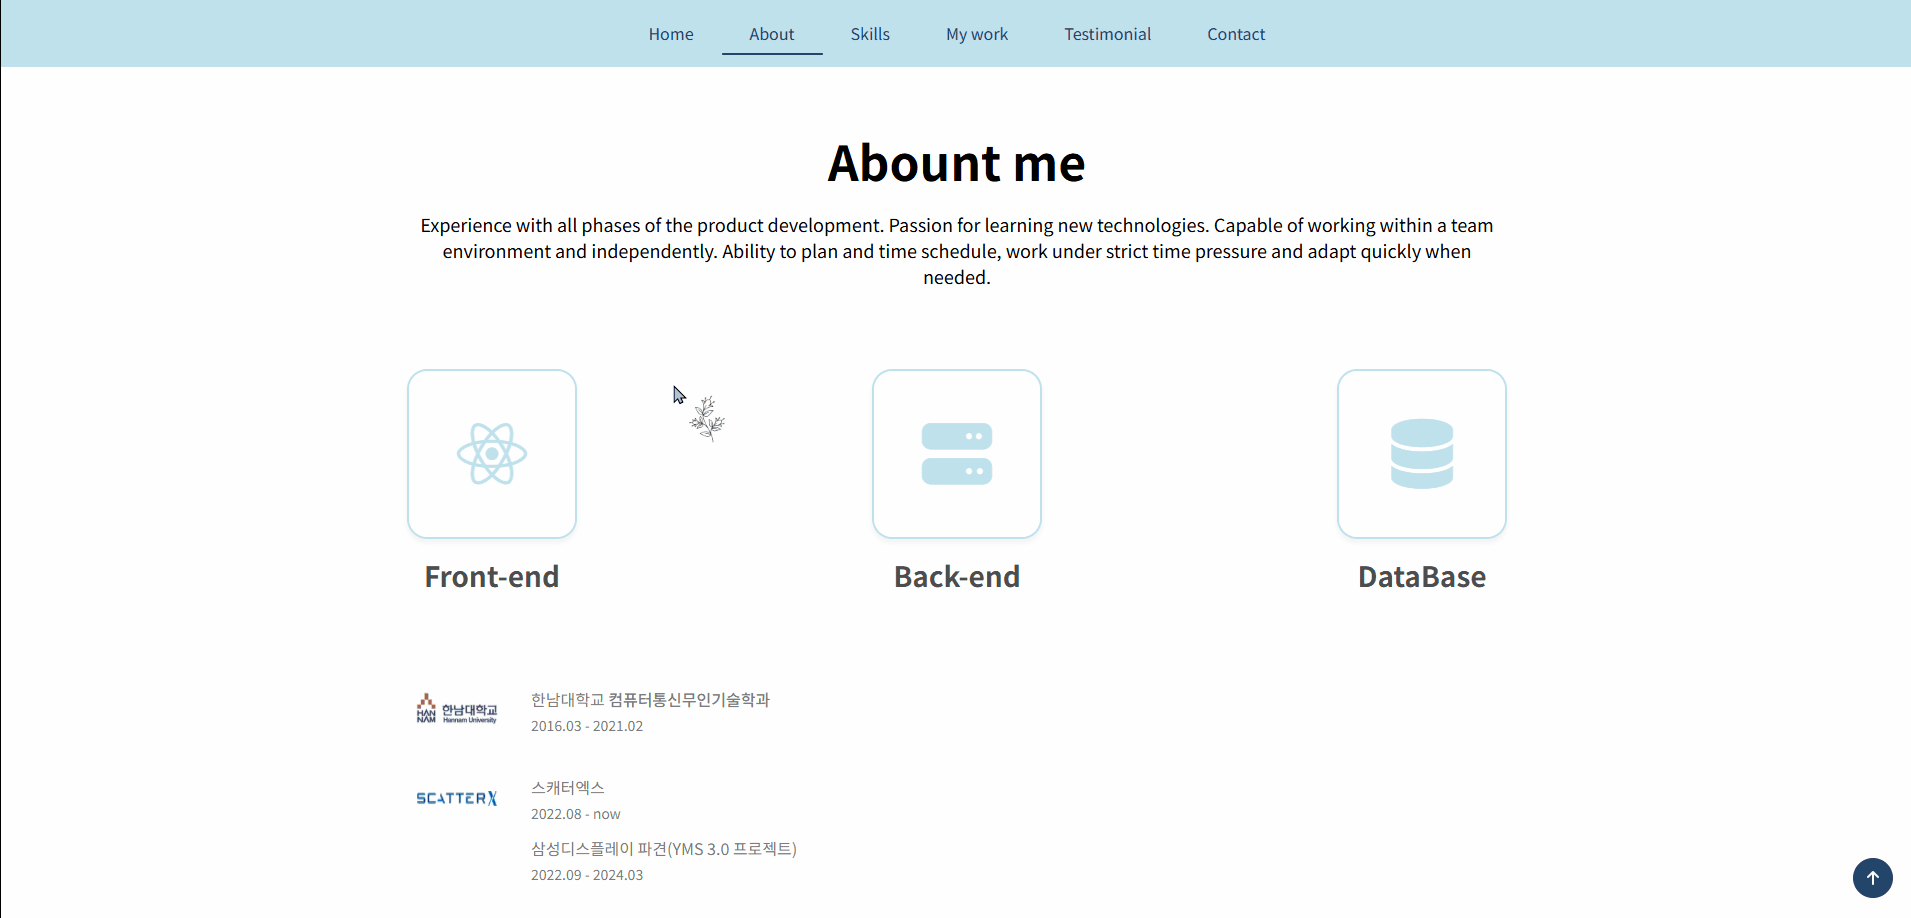 Home About Skills My work Testimonial Contact
Abount me
Experience with all phases of the product development. Passion for learning new technologies. Capable of working within a team
environment and independently. Ability to plan and time schedule, work under strict time pressure and adapt quickly when
needed.
Front-end Back-end DataBase
HAN
NAM
한남대학교
Hannam University
한남대학교 컴퓨터통신무인기술학과
2016.03 - 2021.02
SCATTERX
스캐터엑스
2022.08 - now
삼성디스플레이 파견(YMS 3.0 프로젝트)
2022.09 - 2024.03